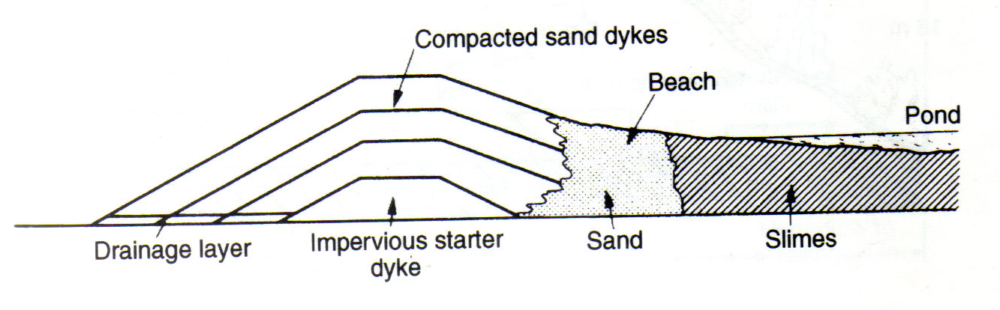 Compacted sand dykes
Beach
Pond
Drainage layer
Impervious starter
dyke
Sand
Slimes